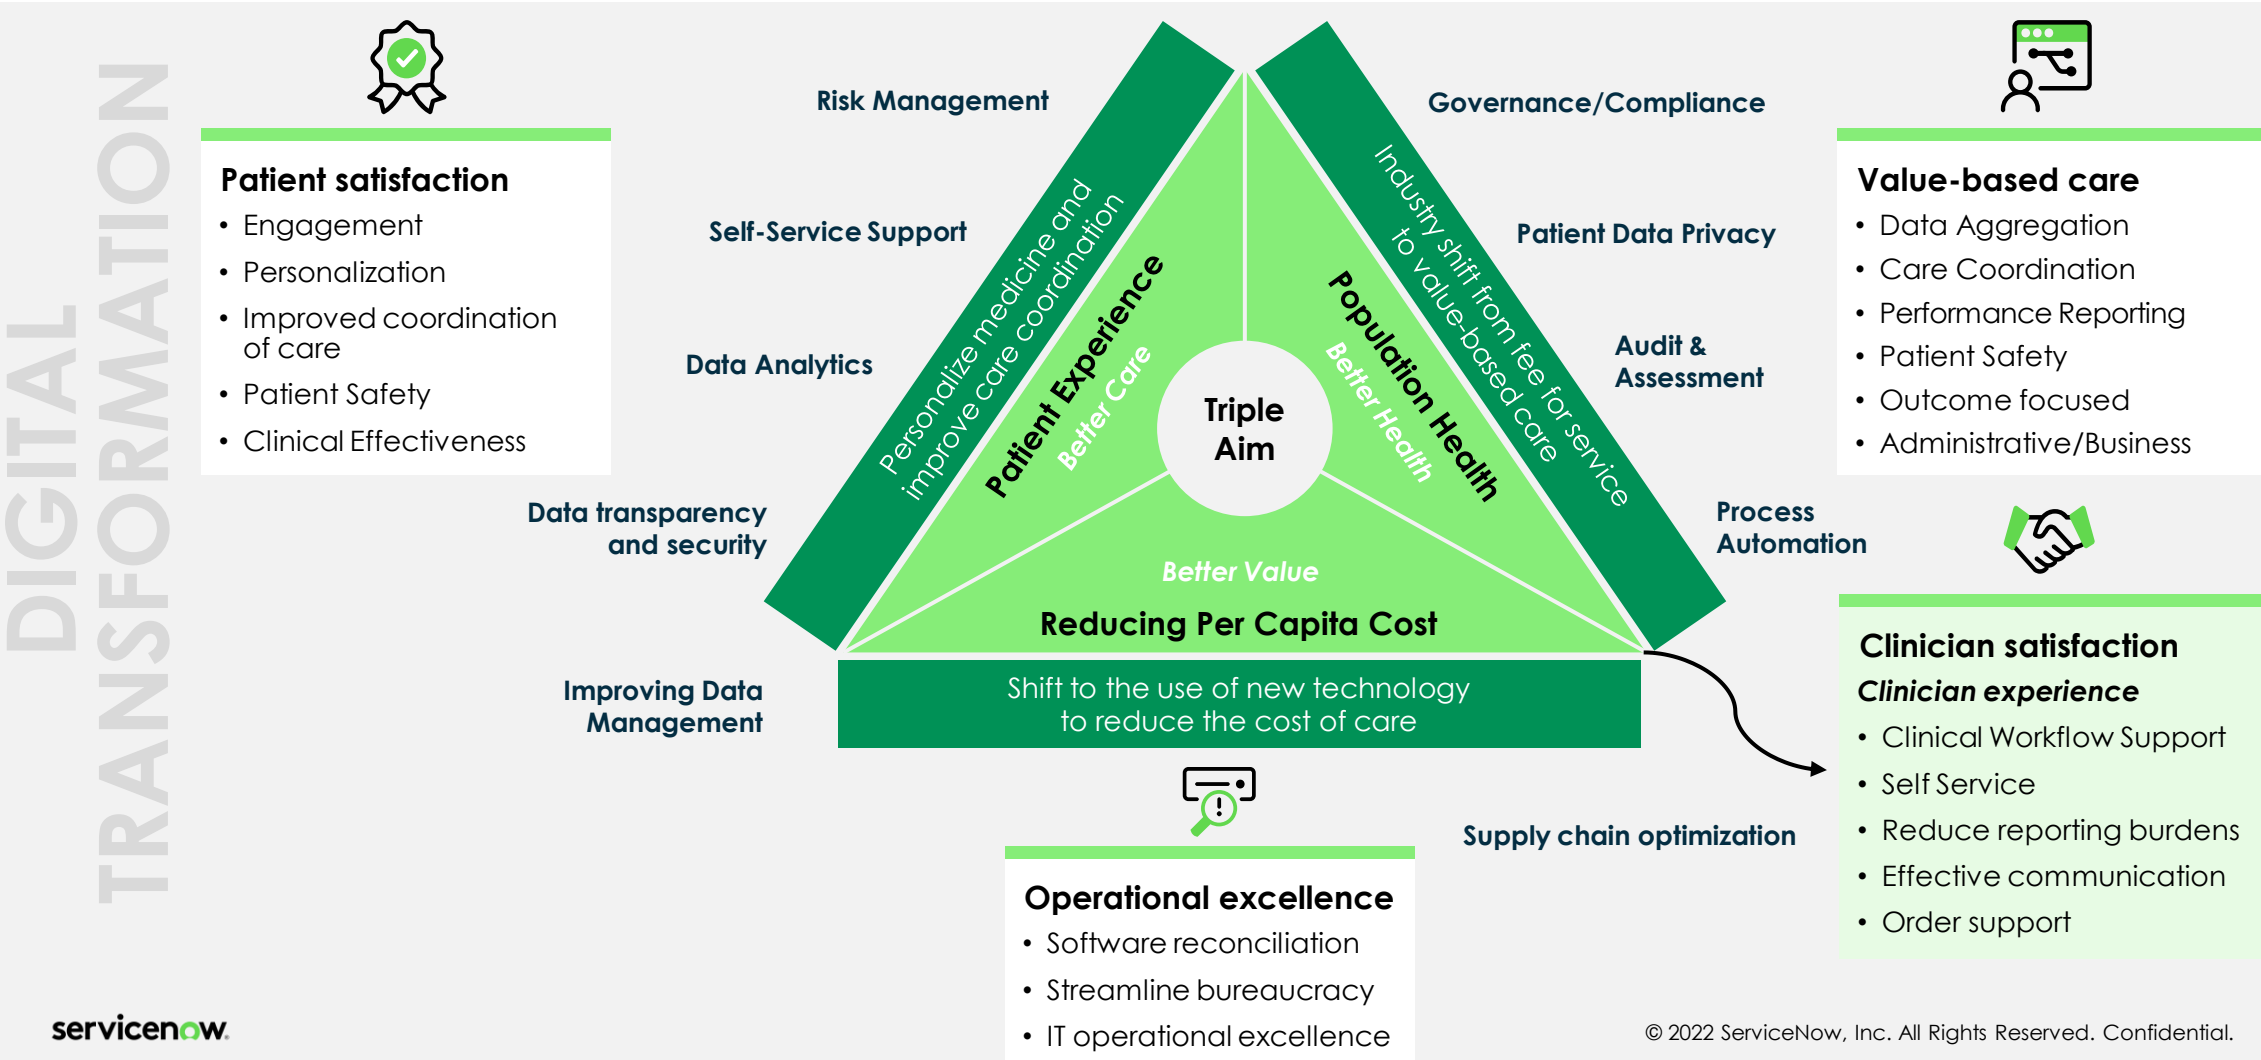 DIGITAL
TRANSFORMATION
Patient satisfaction
• Engagement
• Personalization
• Improved coordination
of care
• Patient Safety
• Clinical Effectiveness
Risk Management
Self-Service Support
Data Analytics
Data transparency
and security
Improving Data
Management
Personalize medicine and
improve care coordination
Patient Experience
Better Care
Triple
Aim
Population Health
Better Health
Industry shift from fee for service
to value-based care
Better Value
Reducing Per Capita Cost
Shift to the use of new technology
to reduce the cost of care
Governance/Compliance
Patient Data Privacy
Audit &
Assessment
Process
Automation
Supply chain optimization
Value-based care
• Data Aggregation
• Care Coordination
• Performance Reporting
• Patient Safety
• Outcome focused
• Administrative/Business
Clinician satisfaction
Clinician experience
• Clinical Workflow Support
• Self Service
• Reduce reporting burdens
• Effective communication
• Order support
Operational excellence
• Software reconciliation
• Streamline bureaucracy
• IT operational excellence
servicenow.
© 2022 ServiceNow, Inc. All Rights Reserved. Confidential.